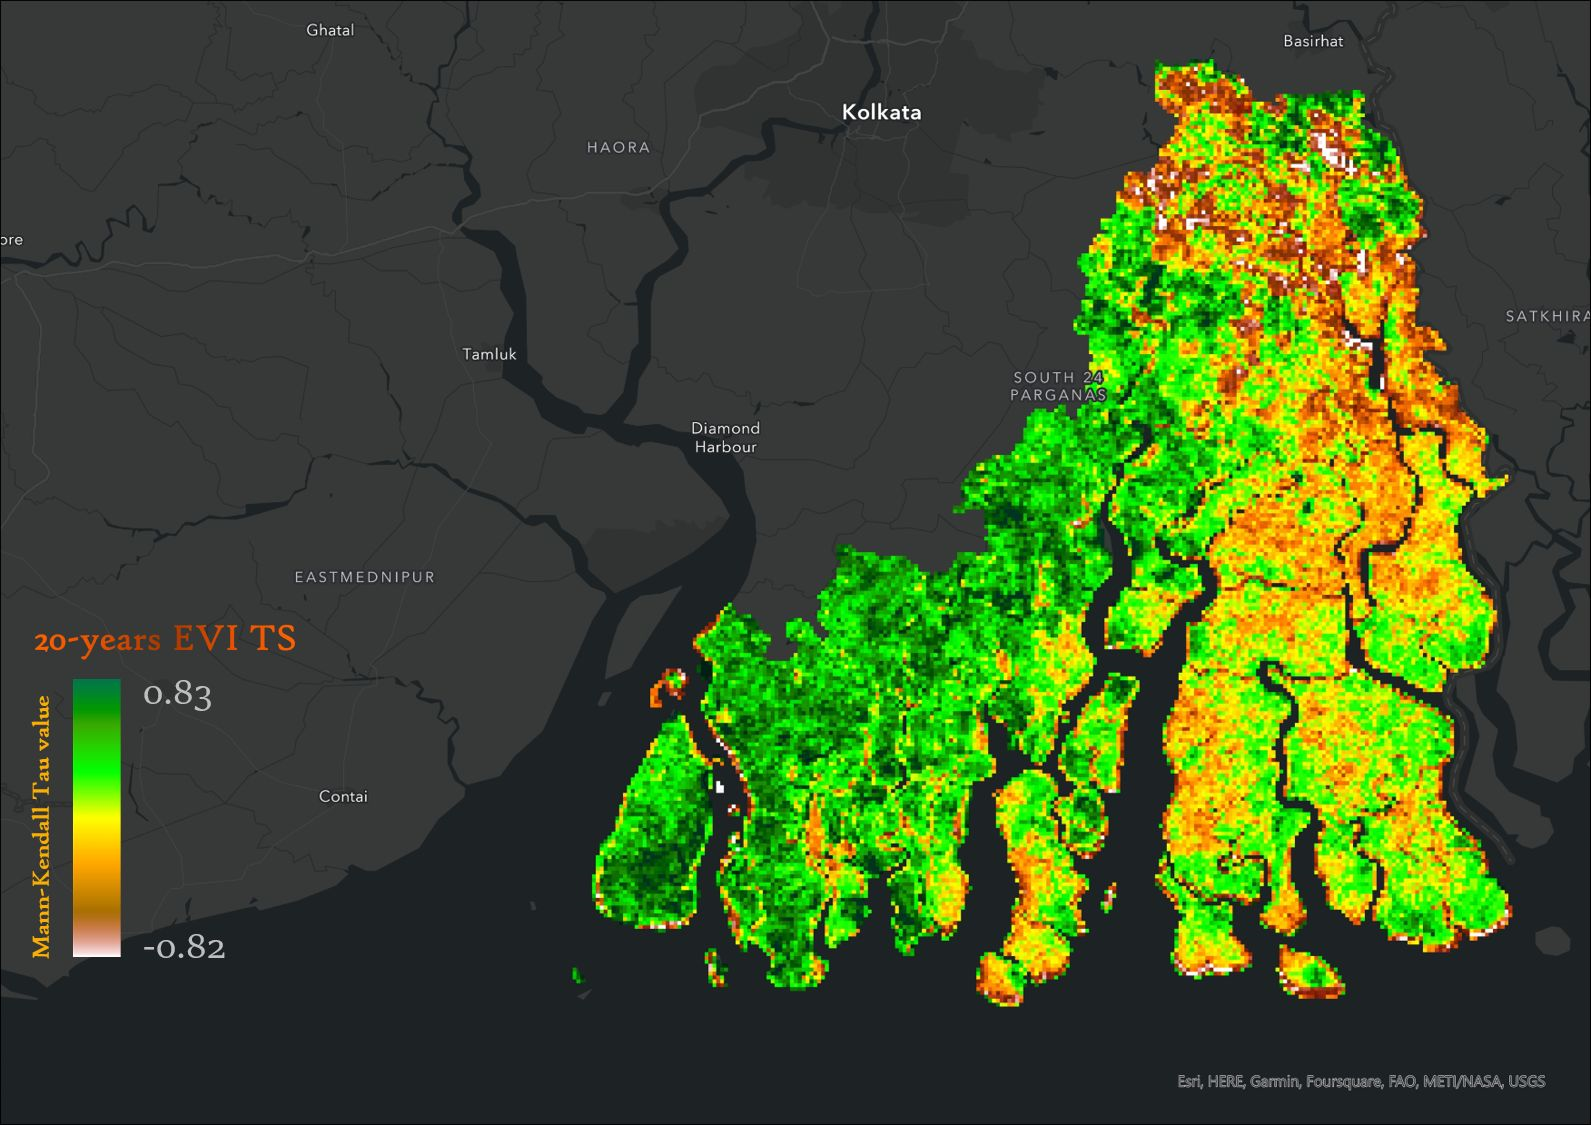 Ghatal
Basirhat
Kolkata
HAORA
ore
SATKHIRA
Tamluk
SOUTH 24
PARGANAS
Diamond
Harbour
EASTMEDNIPUR
20-years EVI TS
0.83
Mann-Kendall Tau value
-0.82
Contai
Esri, HERE, Garmin, Foursquare, FAO, METI/NASA, USGS